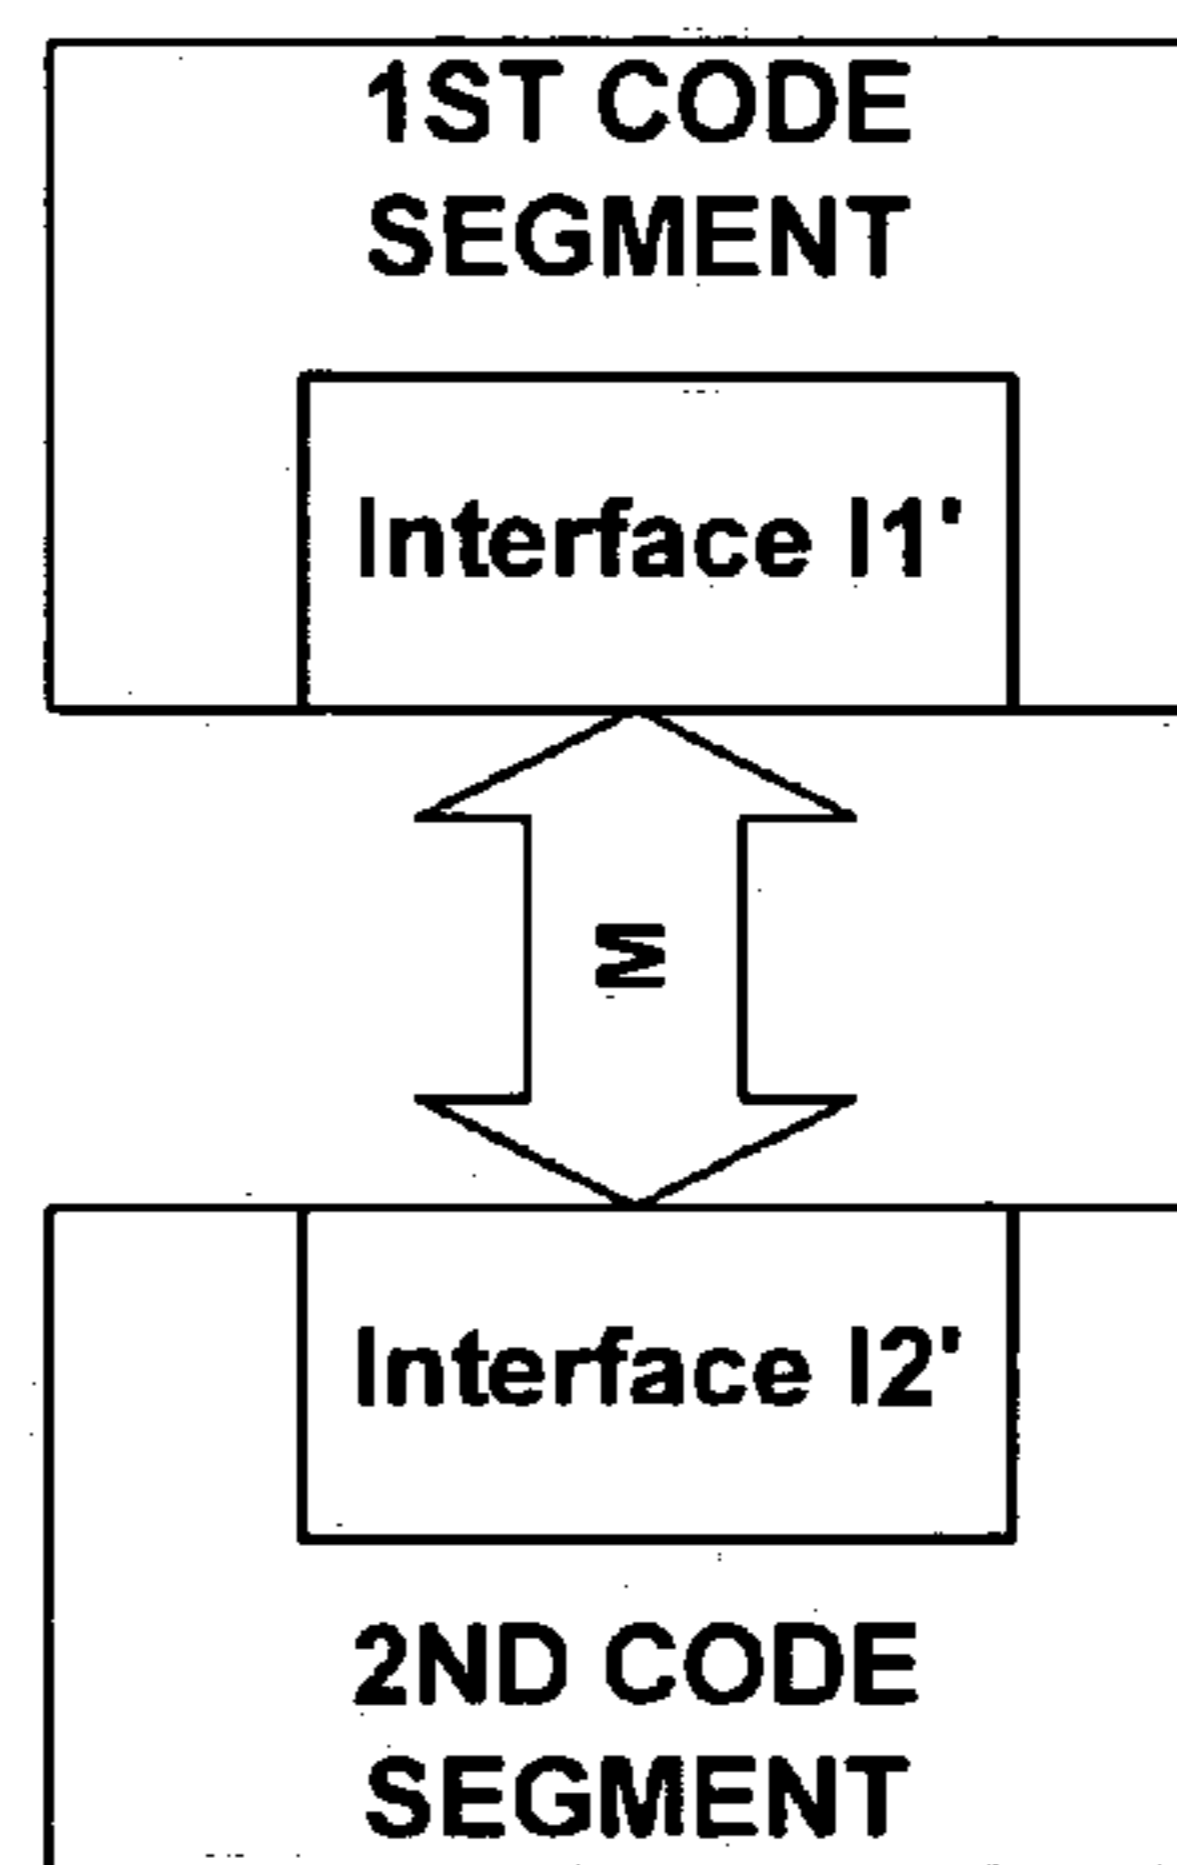 1ST CODE
SEGMENT
Interface I1'
M
Interface I2'
2ND CODE
SEGMENT